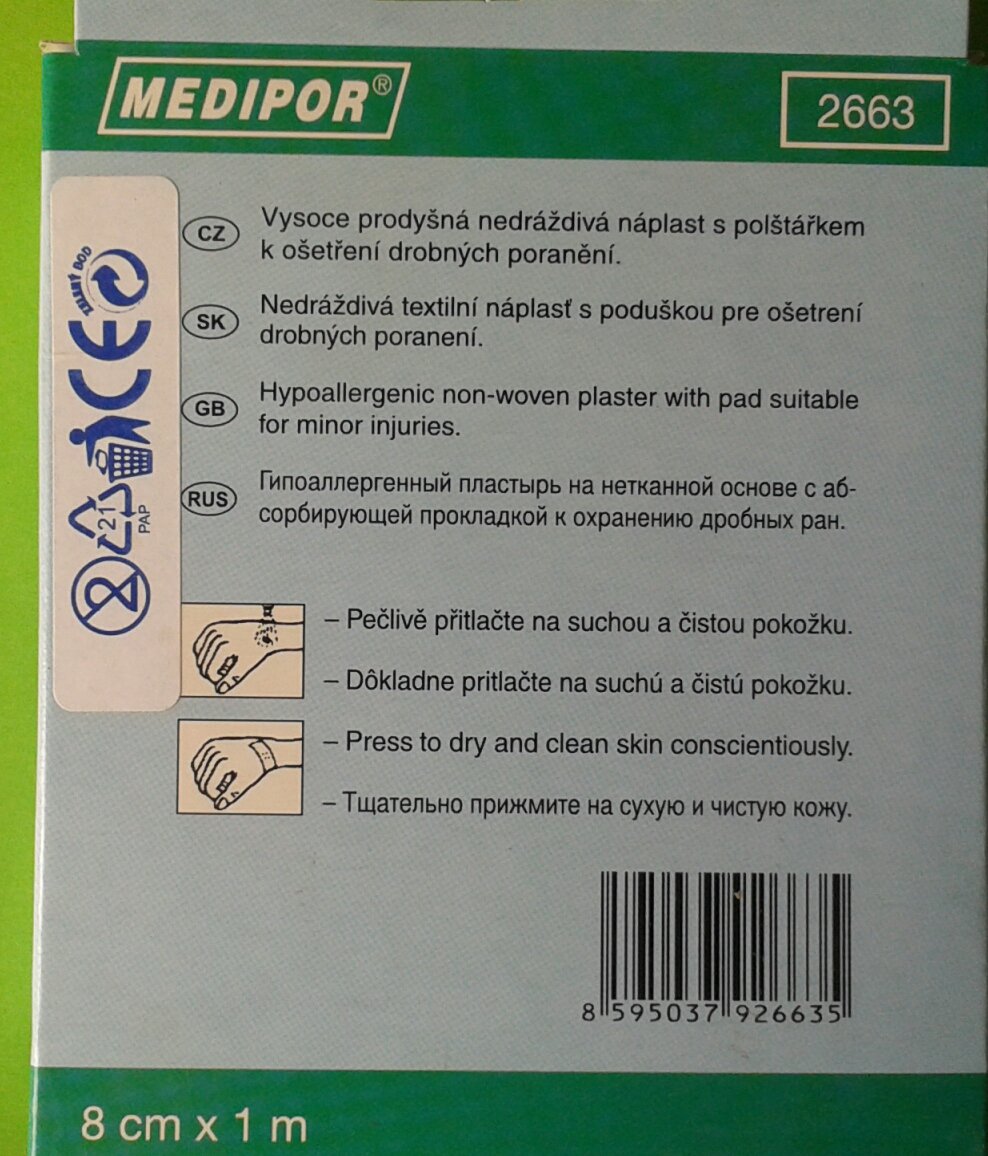 MEDIPOR®
2663
CZ
Vysoce prodyšná nedráždivá náplast s polštářkem
k ošetření drobných poranění.
SK
Nedráždivá textilní náplasť s poduškou pre ošetrení
drobných poranení.
GB
Hypoallergenic non-woven plaster with pad suitable
for minor injuries.
RUS
Гипоаллергенный пластырь на нетканной основе с аб-
сорбирующей прокладкой к охранению дробных ран.
ZELENÝ BOD
CE
21
PAP
– Pečlivě přitlačte na suchou a čistou pokožku.
– Dôkladne pritlačte na suchú a čistú pokožku.
– Press to dry and clean skin conscientiously.
– Тщательно прижмите на сухую и чистую кожу.
8 595037 926635
8 cm x 1 m